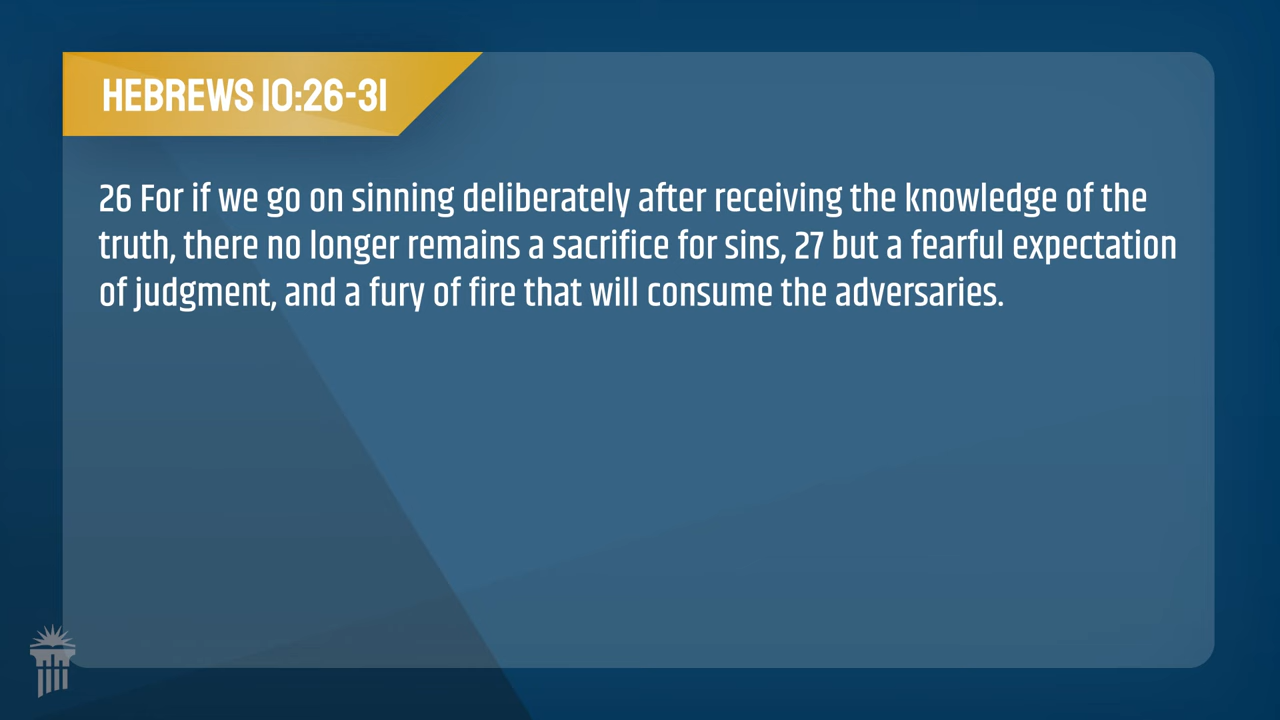 HEBREWS 10:26-31
26 For if we go on sinning deliberately after receiving the knowledge of the
truth, there no longer remains a sacrifice for sins, 27 but a fearful expectation
of judgment, and a fury of fire that will consume the adversaries.